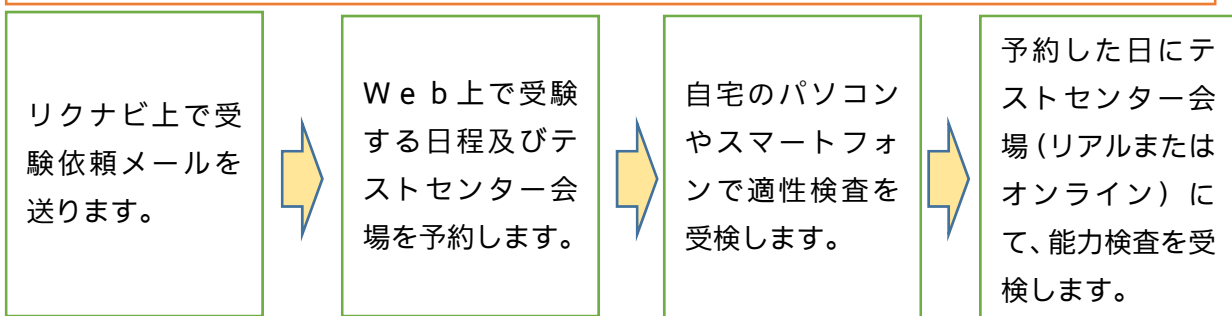 リクナビ上で受
験依頼メールを
送ります。
Ｗｅｂ上で受験
する日程及びテ
ストセンター会
場を予約します。
自宅のパソコン
やスマートフォ
ンで適性検査を
受検します。
予約した日にテ
ストセンター会
場（リアルまたは
オンライン）に
て、能力検査を受
検します。